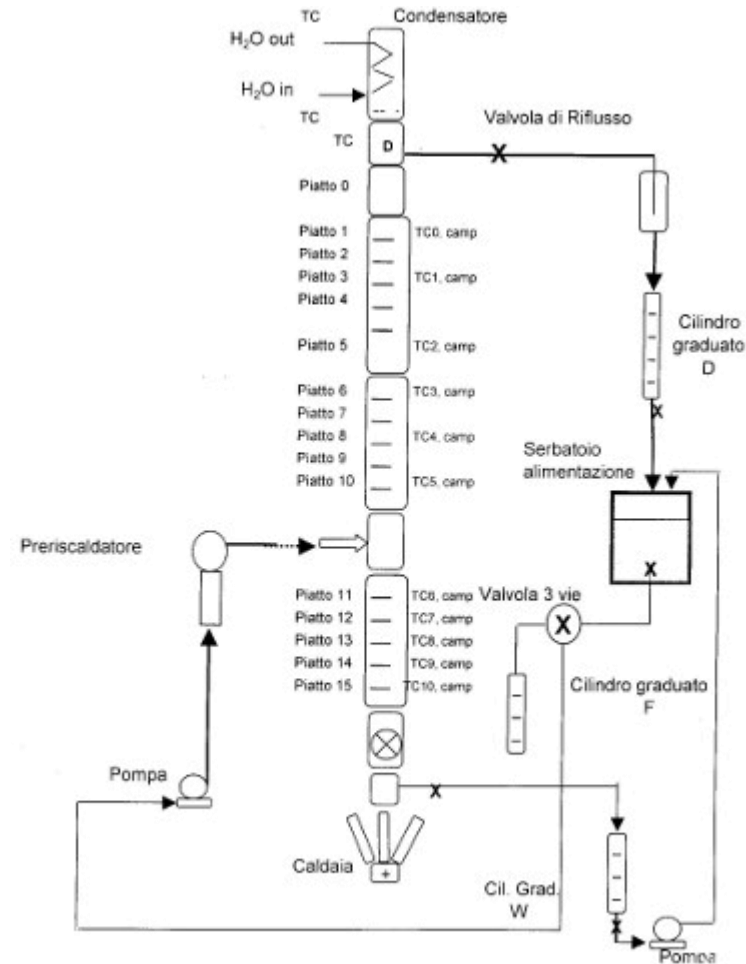 TC
Condensatore
H₂O out
H₂O in
TC
TC
D
Valvola di Riflusso
Piatto 0
Piatto 1
TC0, camp
Piatto 2
Piatto 3
TC1, camp
Piatto 4
Piatto 5
TC2, camp
Cilindro
graduato
D
Piatto 6
TC3, camp
Piatto 7
Piatto 8
TC4, camp
Piatto 9
Piatto 10
TC5, camp
Serbatoio
alimentazione
Preriscaldatore
Piatto 11
TC6, camp
Valvola 3 vie
Piatto 12
TC7, camp
Piatto 13
TC8, camp
Piatto 14
TC9, camp
Piatto 15
TC10, camp
Cilindro graduato
F
Pompa
Caldaia
Cil. Grad.
W
Pompa